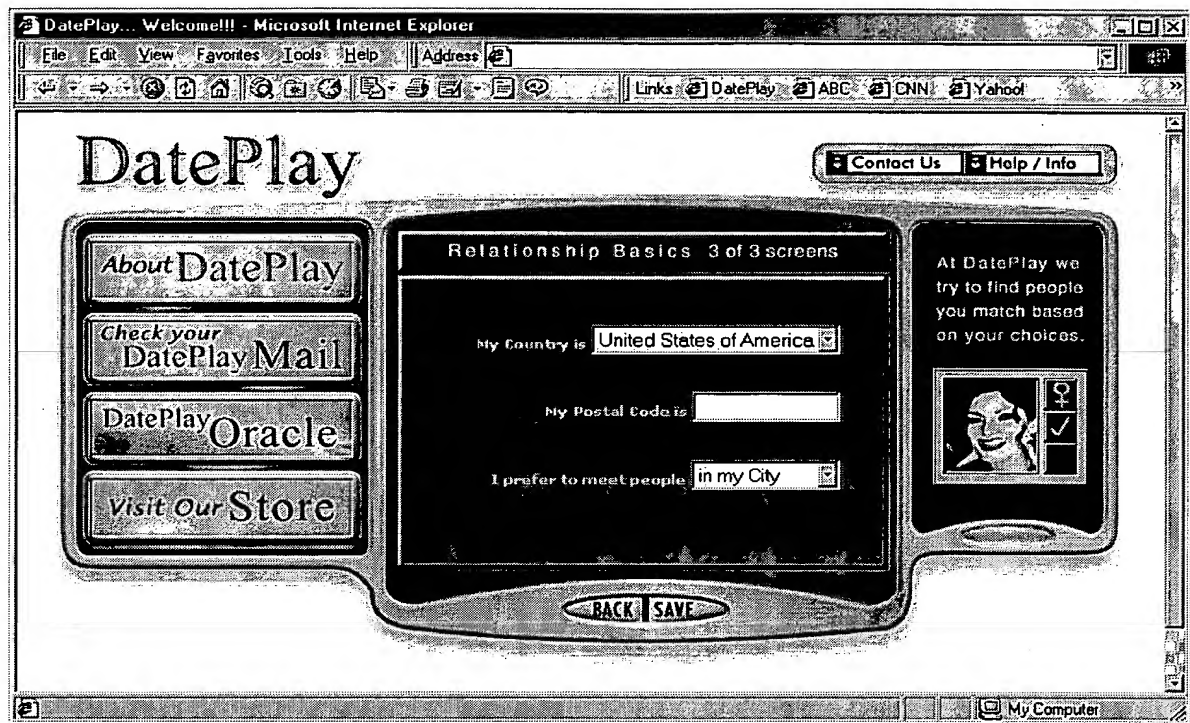 DatePlay... Welcome!!! - Microsoft Internet Explorer
File Edit View Favorites Tools Help Address
Links DatePlay ABC CNN Yahoo!
DatePlay
Contact Us Help / Info
About DatePlay
Check your
DatePlay Mail
DatePlay Oracle
Visit Our Store
Relationship Basics 3 of 3 screens
My Country is United States of America
My Postal Code is
I prefer to meet people in my City
BACK SAVE
At DatePlay we
try to find people
you match based
on your choices.
My Computer